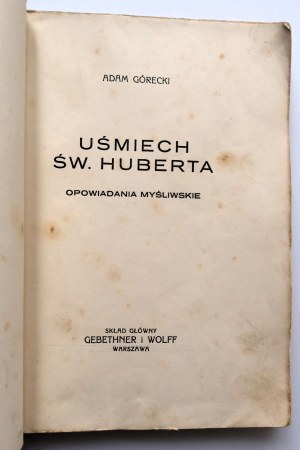 ADAM GÓRECKI
UŚMIECH
ŚW. HUBERTA
OPOWIADANIA MYŚLIWSKIE
SKŁAD GŁÓWNY
GEBETHNER i WOLFF
WARSZAWA